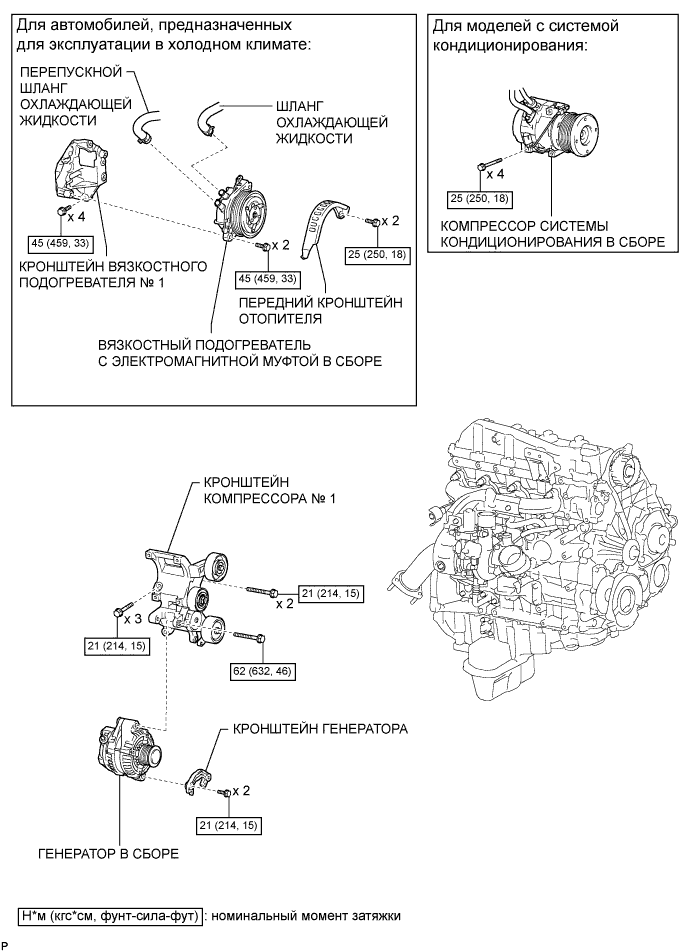 Для автомобилей, предназначенных
для эксплуатации в холодном климате:
ПЕРЕПУСКНОЙ
ШЛАНГ
ОХЛАЖДАЮЩЕЙ
ЖИДКОСТИ
ШЛАНГ
ОХЛАЖДАЮЩЕЙ
ЖИДКОСТИ
x 4
45 (459, 33)
КРОНШТЕЙН ВЯЗКОСТНОГО
ПОДОГРЕВАТЕЛЯ № 1
x 2
45 (459, 33)
x 2
25 (250, 18)
ПЕРЕДНИЙ КРОНШТЕЙН
ОТОПИТЕЛЯ
ВЯЗКОСТНЫЙ ПОДОГРЕВАТЕЛЬ
С ЭЛЕКТРОМАГНИТНОЙ МУФТОЙ В СБОРЕ
Для моделей с системой
кондиционирования:
x 4
25 (250, 18)
КОМПРЕССОР СИСТЕМЫ
КОНДИЦИОНИРОВАНИЯ В СБОРЕ
КРОНШТЕЙН
КОМПРЕССОРА № 1
x 2
21 (214, 15)
x 3
21 (214, 15)
62 (632, 46)
КРОНШТЕЙН ГЕНЕРАТОРА
x 2
21 (214, 15)
ГЕНЕРАТОР В СБОРЕ
Н*м (кгс*см, фунт-сила-фут) : номинальный момент затяжки
P